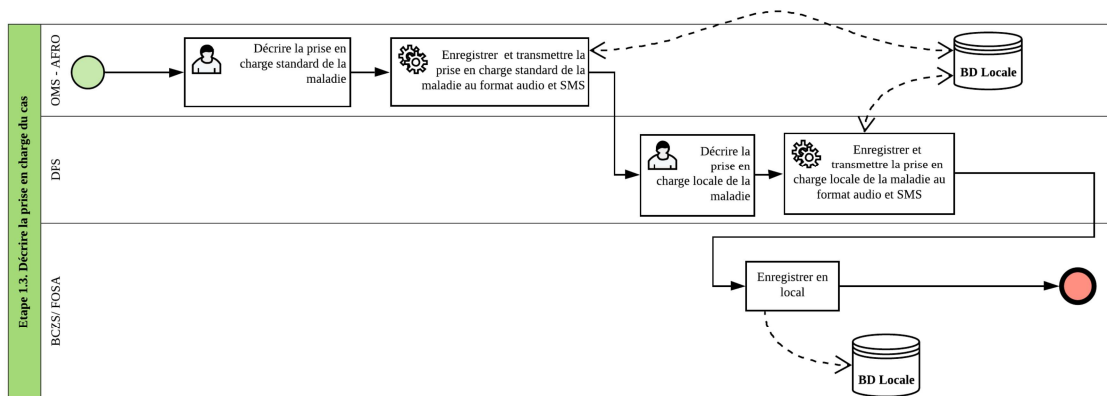 Etape 1.3. Décrire la prise en charge du cas
OMS - AFRO
Décrire la prise en
charge standard de la
maladie
Enregistrer et transmettre la
prise en charge standard de la
maladie au format audio et SMS
BD Locale
DFS
Décrire la
prise en
charge locale de la
maladie
Enregistrer et
transmettre la prise en
charge locale de la maladie au
format audio et SMS
BCZS/ FOSA
Enregistrer en
local
BD Locale